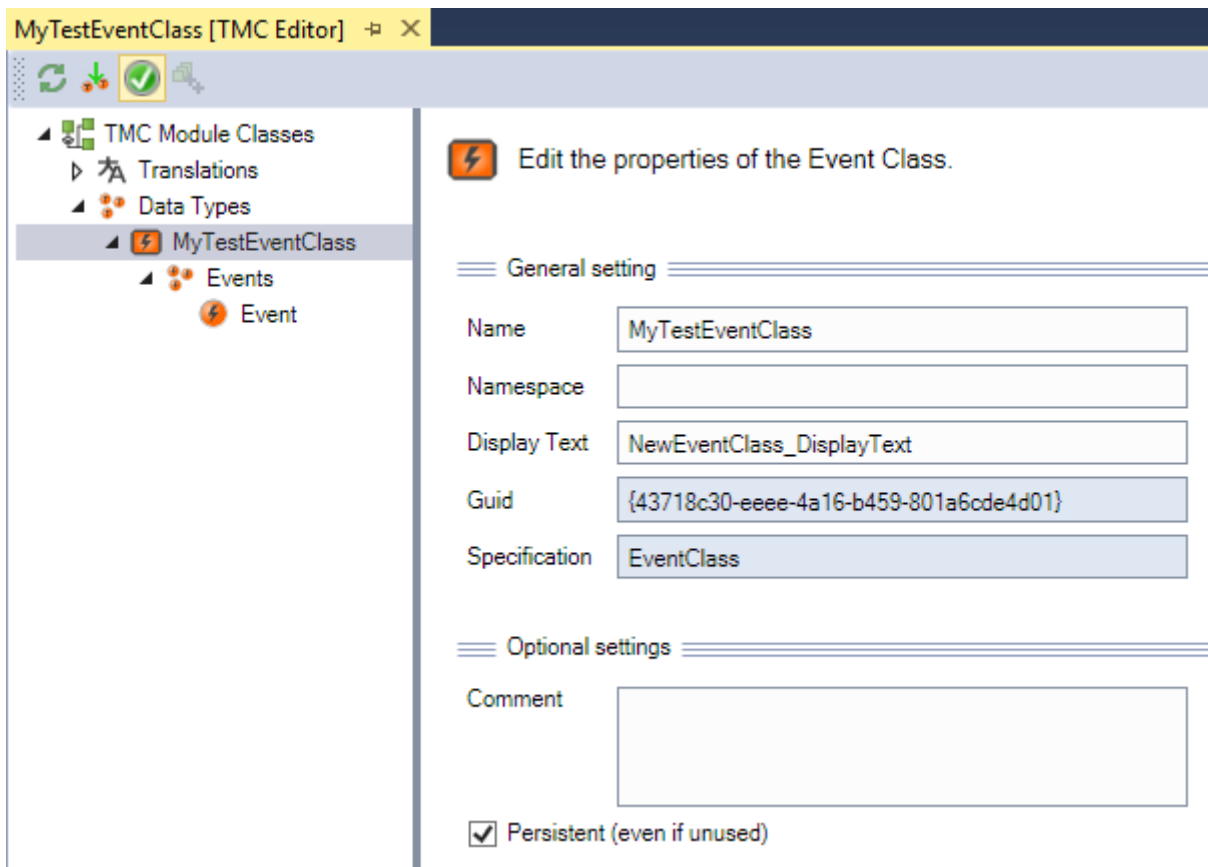 MyTestEventClass [TMC Editor]
TMC Module Classes
Translations
Data Types
MyTestEventClass
Events
Event
Edit the properties of the Event Class.
General setting
Name MyTestEventClass
Namespace
Display Text NewEventClass_DisplayText
Guid {43718c30-eeee-4a16-b459-801a6cde4d01}
Specification EventClass
Optional settings
Comment
Persistent (even if unused)